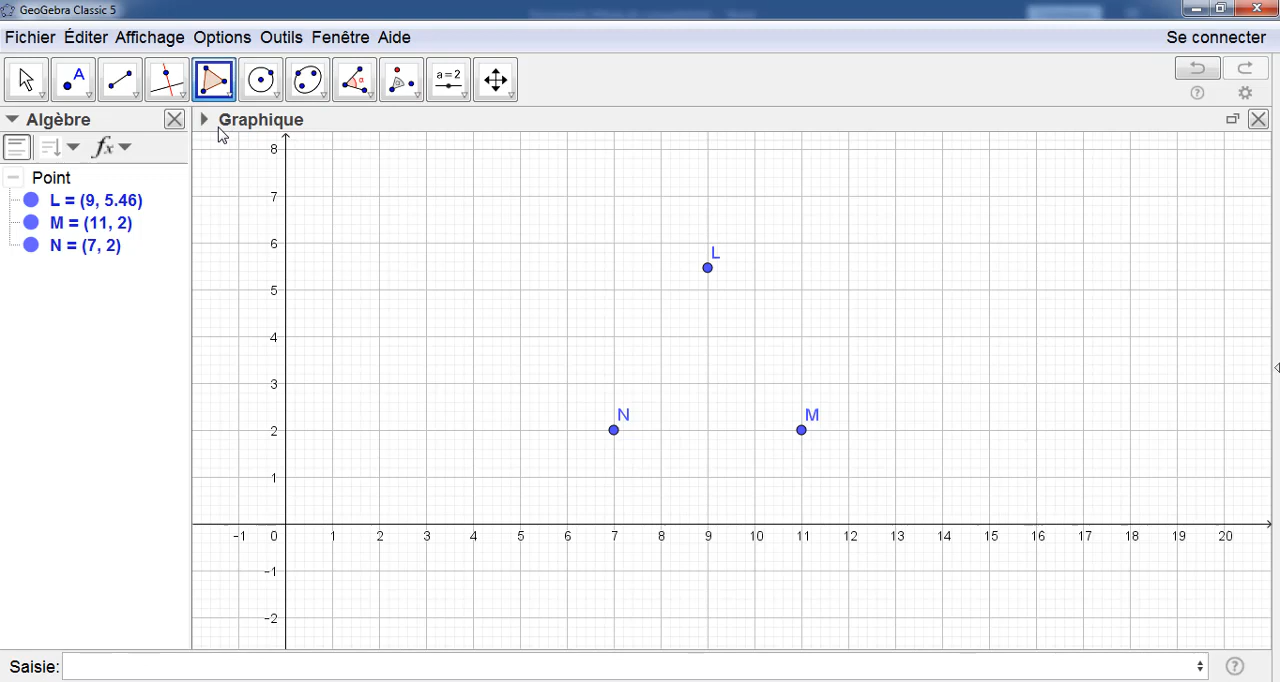 GeoGebra Classic 5
Fichier Éditer Affichage Options Outils Fenêtre Aide Se connecter
A α a = 2
Algèbre Graphique
fx
Point
L = (9, 5.46)
M = (11, 2)
N = (7, 2)
8
7
6
5
4
3
2
1
L
N M
-1 0 1 2 3 4 5 6 7 8 9 10 11 12 13 14 15 16 17 18 19 20
-1
-2
Saisie: